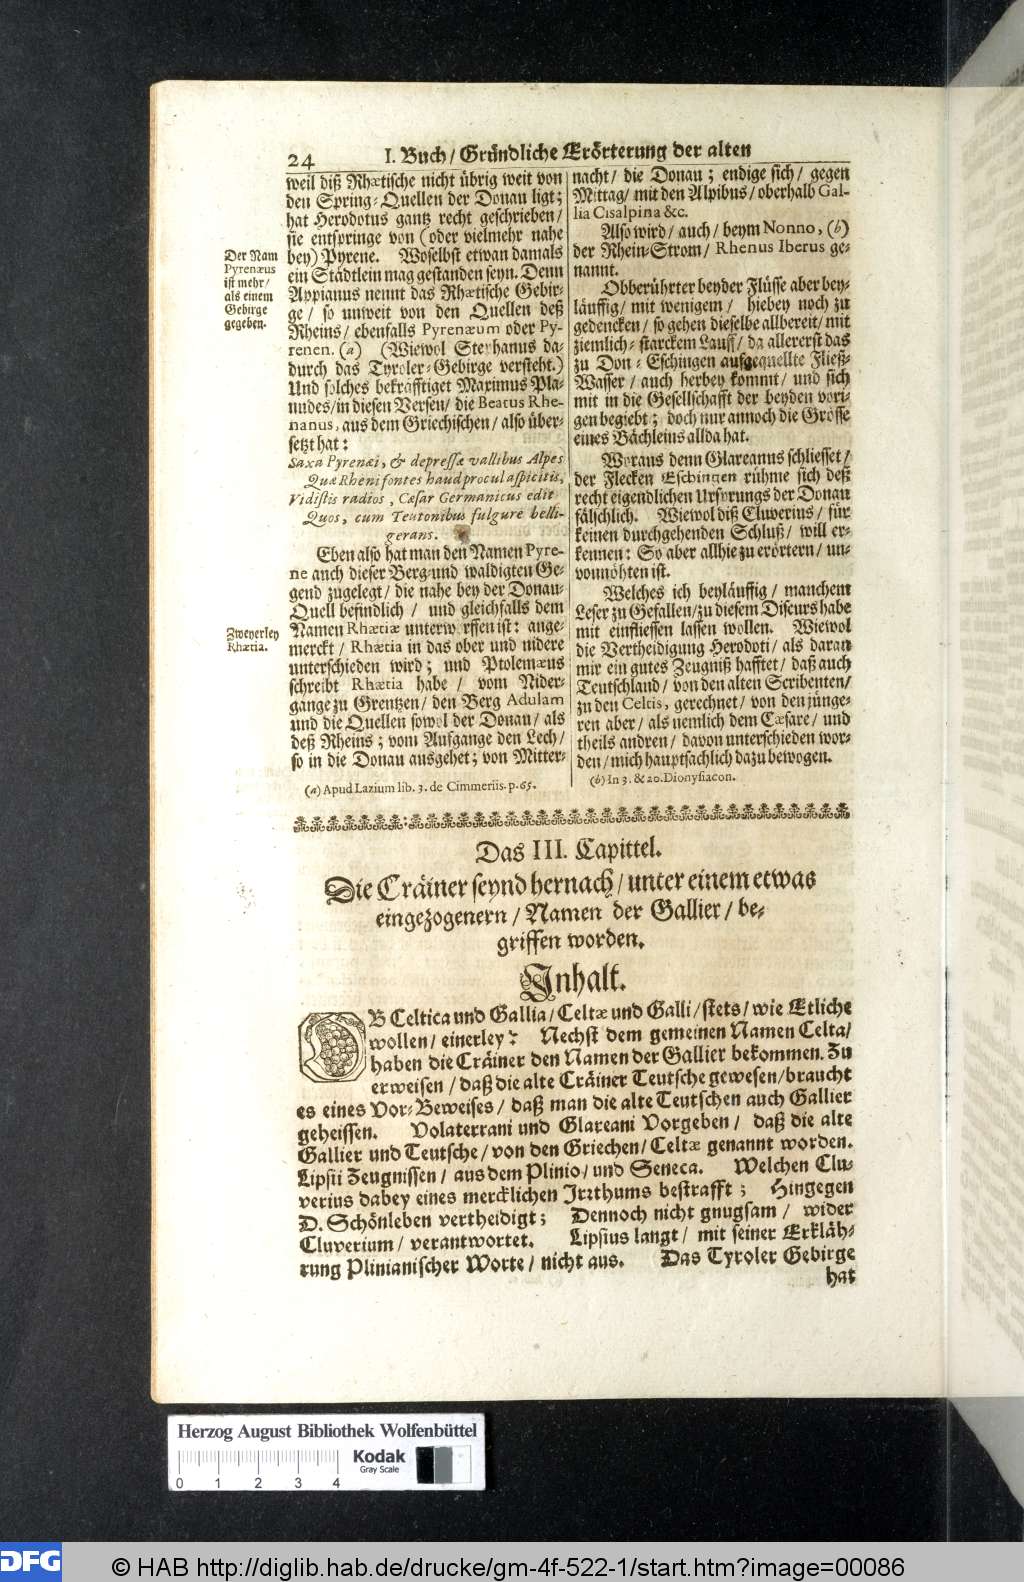 24 I. Buch/ Gründliche Erörterung der alten
weil diß Rhætische nicht übrig weit von
den Spring-Quellen der Donau ligt;
hat Herodotus gantz recht geschrieben/
sie entspringe von (oder vielmehr nahe
bey) Pyrene. Woselbst etwan damals
ein Städtlein mag gestanden seyn. Denn
Appianus nennt das Rhætische Gebir-
ge / so unweit von den Quellen deß
Rheins/ ebenfalls Pyrenæum oder Py-
renen. (a) (Wiewol Stephanus da-
durch das Tyroler-Gebirge versteht.)
Und solches bekräfftiget Maximus Pla-
nudes/in diesen Versen/ die Beatus Rhe-
nanus, aus dem Griechischen/ also über-
setzt hat:
Saxa Pyrenæi, & depressæ vallibus Alpes
Quæ Rheni fontes haud procul aspicitis,
Vidistis radios, Cæsar Germanicus edit
Quos, cum Teutonibus fulgure belli-
gerans.
Eben also hat man den Namen Pyre-
ne auch dieser Berg-und waldigten Ge-
gend zugelegt/ die nahe bey der Donau-
Quell befindlich / und gleichfalls dem
Namen Rhætiæ unterworffen ist: ange-
merckt / Rhætia in das ober und nidere
unterschieden wird; und Ptolemæus
schreibt Rhætia habe / vom Nider-
gange zu Grentzen/ den Berg Adulam
und die Quellen sowol der Donau/ als
deß Rheins; vom Aufgange den Lech/
so in die Donau ausgehet; von Mitter-
(a) Apud Lazium lib. 3. de Cimmeriis. p. 65.
Der Nam
Pyrenæus
ist mehr/
als einem
Gebirge
gegeben.
Zweyerley
Rhætia.
nacht/ die Donau; endige sich/ gegen
Mittag/ mit den Alpibus/ oberhalb Gal-
lia Cisalpina &c.
Also wird/ auch/ beym Nonno, (b)
der Rhein-Strom/ Rhenus Iberus ge-
nannt.
Obberührter beyder Flüsse aber bey-
läuffig/ mit wenigem / hiebey noch zu
gedencken/ so gehen dieselbe allbereit/ mit
ziemlich-starckem Lauff/ da allererst das
zu Don-Eschingen aufgequellte Fließ-
Wasser / auch herbey kommt/ und sich
mit in die Gesellschafft der beyden vori-
gen begiebt; doch nur annoch die Grösse
eines Bächleins allda hat.
Woraus denn Glareanus schliesset/
der Flecken Eschingen rühme sich deß
recht eigendlichen Ursprungs der Donau
fälschlich. Wiewol diß Cluverius/ für
keinen durchgehenden Schluß/ will er-
kennen: So aber allhie zu erörtern/ un-
vonnöhten ist.
Welches ich beyläuffig/ manchem
Leser zu Gefallen/zu diesem Discurs habe
mit einfliessen lassen wollen. Wiewol
die Vertheidigung Herodoti/ als daran
mir ein gutes Zeugniß hafftet/ daß auch
Teutschland/ von den alten Scribenten/
zu den Celtis, gerechnet/ von den jünge-
ren aber/ als nemlich dem Cæsare/ und
theils andren/ davon unterschieden wor-
den/ mich hauptsächlich dazu bewogen.
(b) In 3. & 20. Dionysiacon.
Das III. Capittel.
Die Cräiner seynd hernach/ unter einem etwas
eingezogenern/ Namen der Gallier/ be-
griffen worden.
Inhalt.
OB Celtica und Gallia/ Celtæ und Galli/ stets/ wie Etliche
wollen/ einerley? Nechst dem gemeinen Namen Celta/
haben die Cräiner den Namen der Gallier bekommen. Zu
erweisen / daß die alte Cräiner Teutsche gewesen/braucht
es eines Vor-Beweises/ daß man die alte Teutschen auch Gallier
geheissen. Volaterrani und Glareani Vorgeben/ daß die alte
Gallier und Teutsche/ von den Griechen/ Celtæ genannt worden.
Lipsii Zeugnissen/ aus dem Plinio/ und Seneca. Welchen Clu-
verius dabey eines mercklichen Irrthums bestrafft; Hingegen
D. Schönleben vertheidigt; Dennoch nicht gnugsam/ wider
Cluverium/ verantwortet. Lipsius langt/ mit seiner Erkläh-
rung Plinianischer Worte/ nicht aus. Das Tyroler Gebirge
hat
Herzog August Bibliothek Wolfenbüttel
Kodak
Gray Scale
0 1 2 3 4
DFG
© HAB http://diglib.hab.de/drucke/gm-4f-522-1/start.htm?image=00086